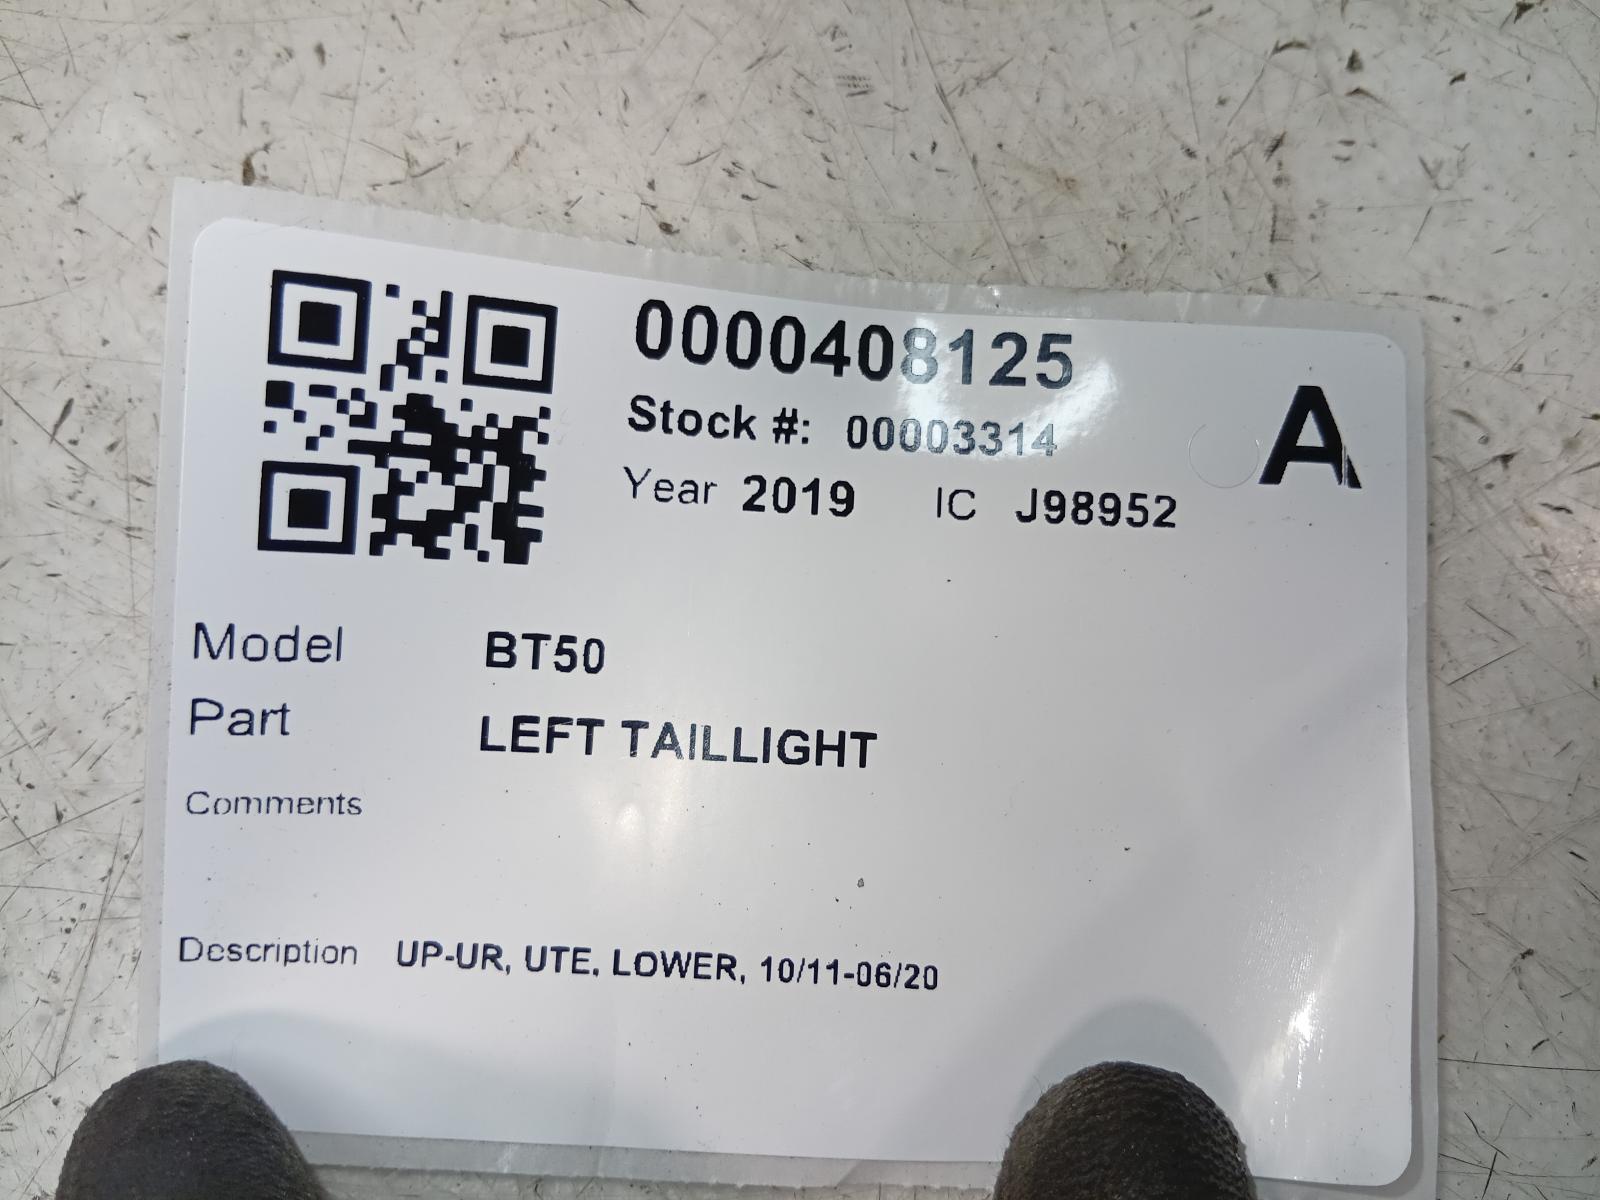 0000408125
Stock #: 00003314
A
Year 2019 IC J98952
Model BT50
Part LEFT TAILLIGHT
Comments
Description UP-UR, UTE, LOWER, 10/11-06/20